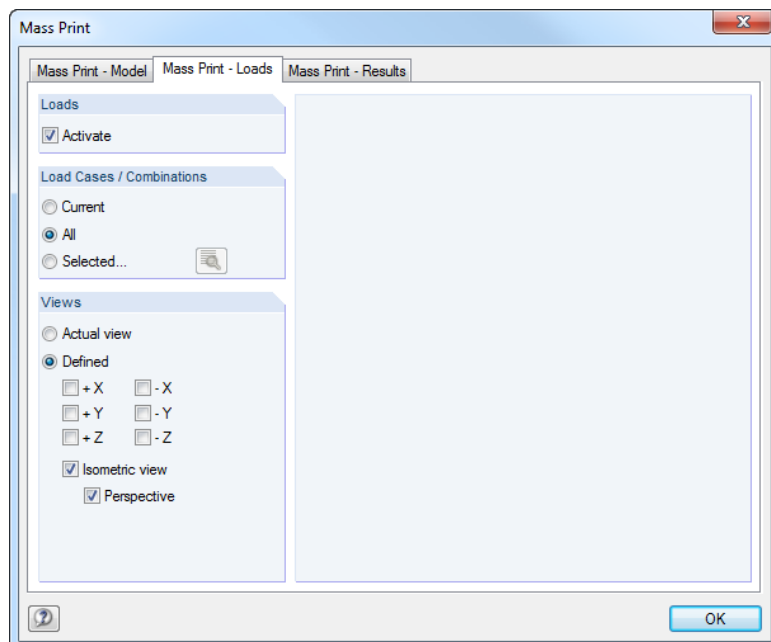 Mass Print
Mass Print - Model Mass Print - Loads Mass Print - Results
Loads
Activate
Load Cases / Combinations
Current
All
Selected...
Views
Actual view
Defined
+ X - X
+ Y - Y
+ Z - Z
Isometric view
Perspective
OK